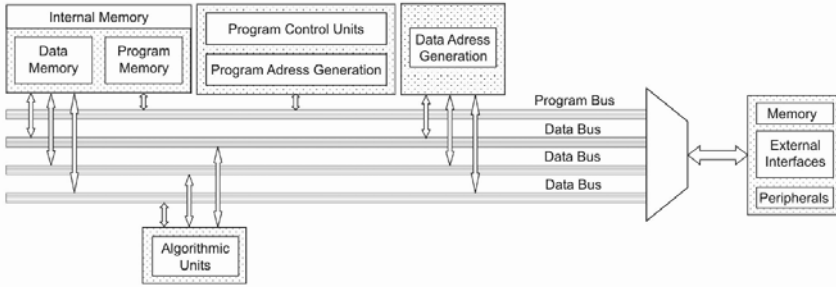 Internal Memory
Data
Memory
Program
Memory
Program Control Units
Program Adress Generation
Data Adress
Generation
Program Bus
Data Bus
Data Bus
Data Bus
Memory
External
Interfaces
Peripherals
Algorithmic
Units